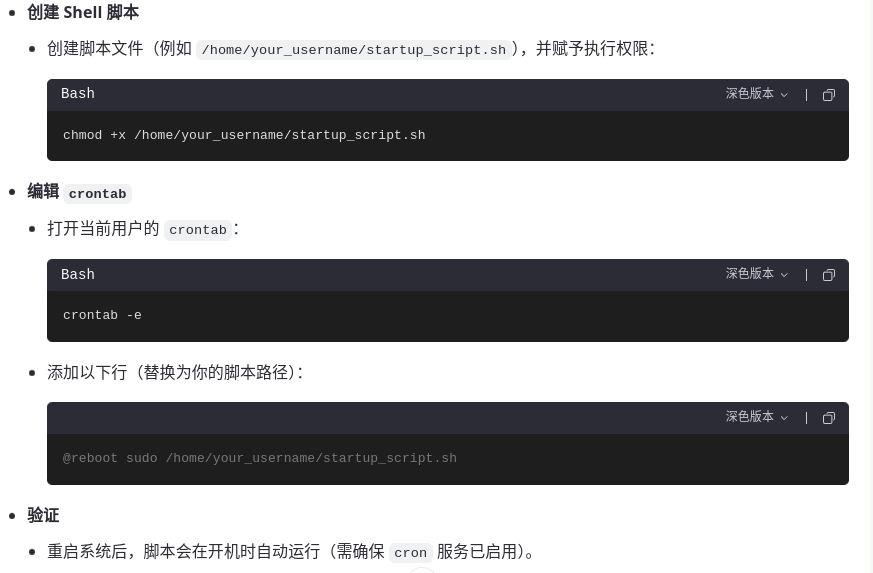 创建 Shell 脚本
创建脚本文件（例如 /home/your_username/startup_script.sh），并赋予执行权限：
Bash 深色版本
chmod +x /home/your_username/startup_script.sh
编辑 crontab
打开当前用户的 crontab：
Bash 深色版本
crontab -e
添加以下行（替换为你的脚本路径）：
深色版本
@reboot sudo /home/your_username/startup_script.sh
验证
重启系统后，脚本会在开机时自动运行（需确保 cron 服务已启用）。